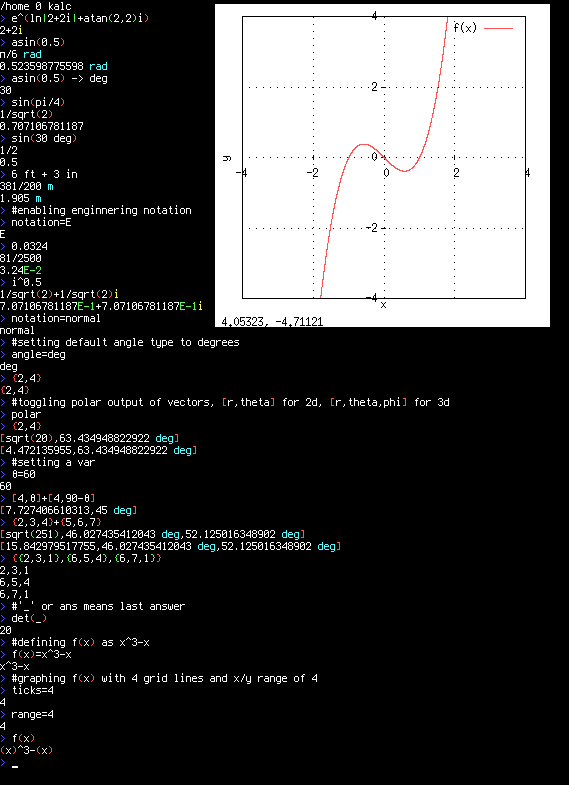 /home 0 kalc
> e^(ln|2+2i|+atan(2,2)i)
2+2i
> asin(0.5)
π/6 rad
0.523598775598 rad
> asin(0.5) -> deg
30
> sin(pi/4)
1/sqrt(2)
0.707106781187
> sin(30 deg)
1/2
0.5
> 6 ft + 3 in
381/200 m
1.905 m
> #enabling enginnering notation
> notation=E
E
> 0.0324
81/2500
3.24E-2
> i^0.5
1/sqrt(2)+1/sqrt(2)i
7.07106781187E-1+7.07106781187E-1i
> notation=normal
normal
> #setting default angle type to degrees
> angle=deg
deg
> {2,4}
{2,4}
> #toggling polar output of vectors, [r,theta] for 2d, [r,theta,phi] for 3d
> polar
> {2,4}
[sqrt(20),63.434948822922 deg]
[4.472135955,63.434948822922 deg]
> #setting a var
> θ=60
60
> [4,θ]+[4,90-θ]
[7.727406610313,45 deg]
> {2,3,4}+{5,6,7}
[sqrt(251),46.027435412043 deg,52.125016348902 deg]
[15.842979517755,46.027435412043 deg,52.125016348902 deg]
> {{2,3,1},{6,5,4},{6,7,1}}
2,3,1
6,5,4
6,7,1
> #'_' or ans means last answer
> det(_)
20
> #defining f(x) as x^3-x
> f(x)=x^3-x
x^3-x
> #graphing f(x) with 4 grid lines and x/y range of 4
> ticks=4
4
> range=4
4
> f(x)
(x)^3-(x)
> _
4
f(x)
2
y
0
-4
-2
0
2
4
-2
-4
x
4.05323, -4.71121